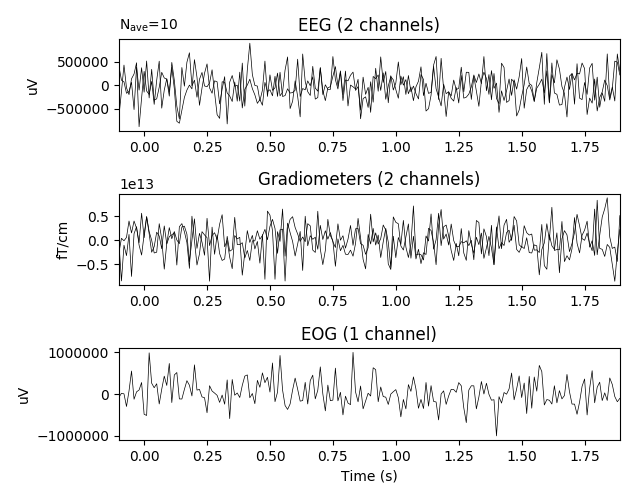 N_ave=10
EEG (2 channels)
500000
0
−500000
uV
0.00 0.25 0.50 0.75 1.00 1.25 1.50 1.75
1e13
Gradiometers (2 channels)
0.5
0.0
−0.5
fT/cm
0.00 0.25 0.50 0.75 1.00 1.25 1.50 1.75
EOG (1 channel)
1000000
0
−1000000
uV
0.00 0.25 0.50 0.75 1.00 1.25 1.50 1.75
Time (s)